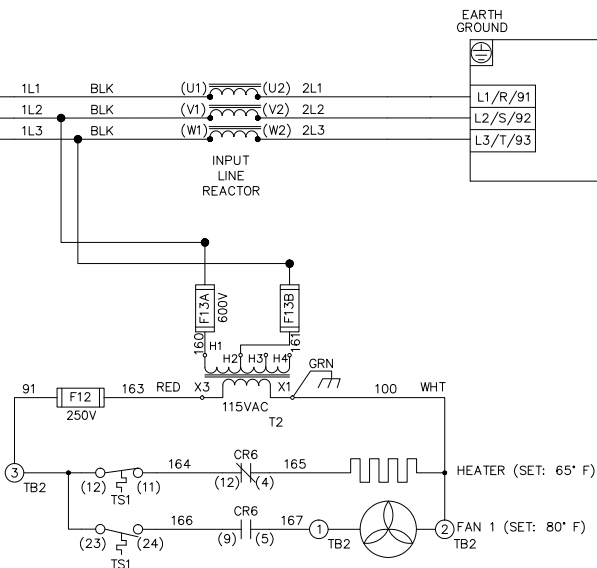 EARTH
GROUND
1L1 BLK (U1) (U2) 2L1
L1/R/91
1L2 BLK (V1) (V2) 2L2
L2/S/92
1L3 BLK (W1) (W2) 2L3
L3/T/93
INPUT
LINE
REACTOR
F13A
600V
F13B
160
161
H1
H2 H3 H4
GRN
91 F12 163 RED X3 X1 100 WHT
250V
115VAC
T2
3
TB2
(12) (11)
TS1
164
CR6
(12) (4)
165
HEATER (SET: 65° F)
(23) (24)
TS1
166
CR6
(9) (5)
167
1
TB2
2
TB2
FAN 1 (SET: 80° F)